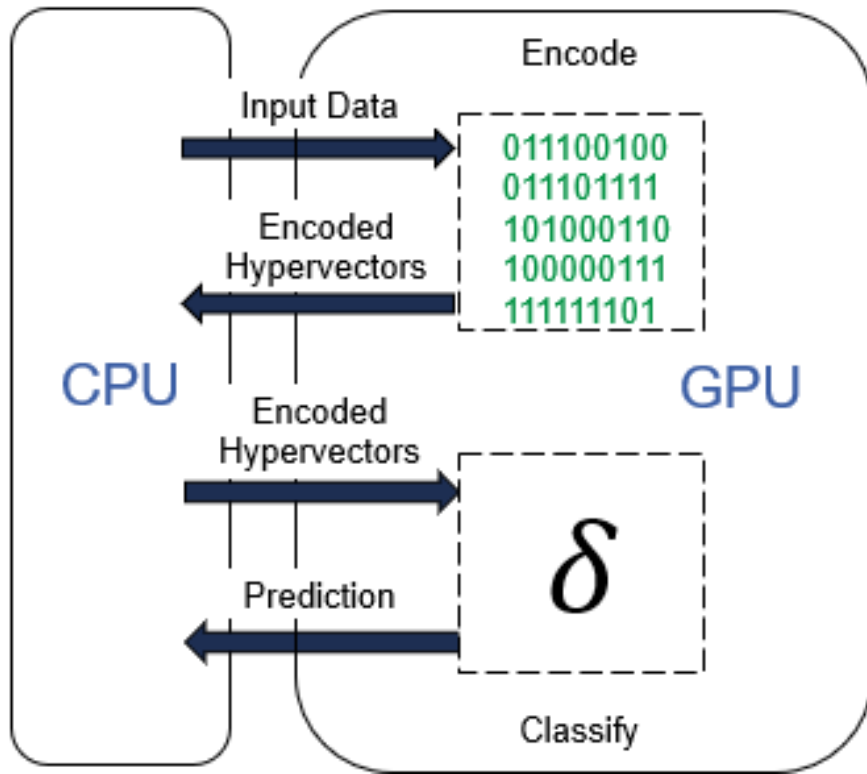 Encode
Input Data
011100100
011101111
101000110
100000111
111111101
Encoded
Hypervectors
CPU
GPU
Encoded
Hypervectors
δ
Prediction
Classify